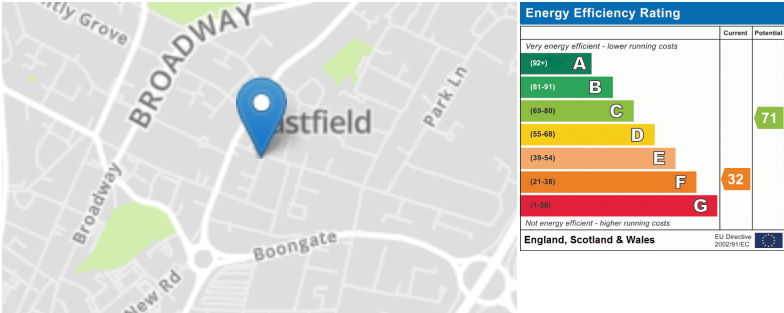 ntly Grove
BROADWAY
astfield
Park Ln
Broadway
Boongate
New Rd
Energy Efficiency Rating
Current Potential
Very energy efficient - lower running costs
(92+) A
(81-91) B
(69-80) C
71
(55-68) D
(39-54) E
(21-38) F
32
(1-20) G
Not energy efficient - higher running costs
England, Scotland & Wales
EU Directive
2002/91/EC